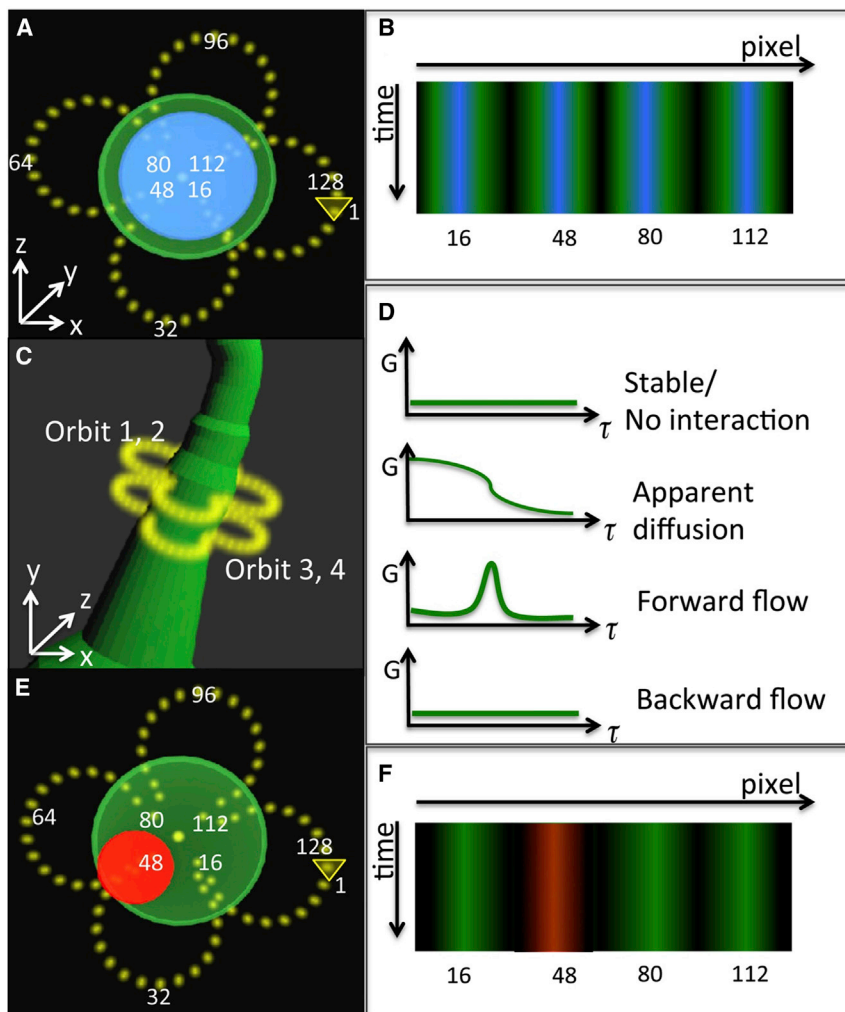 A
96
64
80 112
48 16
128
1
32
z
y
x
B
pixel
time
16 48 80 112
C
Orbit 1, 2
Orbit 3, 4
y
z
x
D
G
τ
Stable/
No interaction
G
τ
Apparent
diffusion
G
τ
Forward flow
G
τ
Backward flow
E
96
64
80
112
48 16
128
1
32
F
pixel
time
16 48 80 112